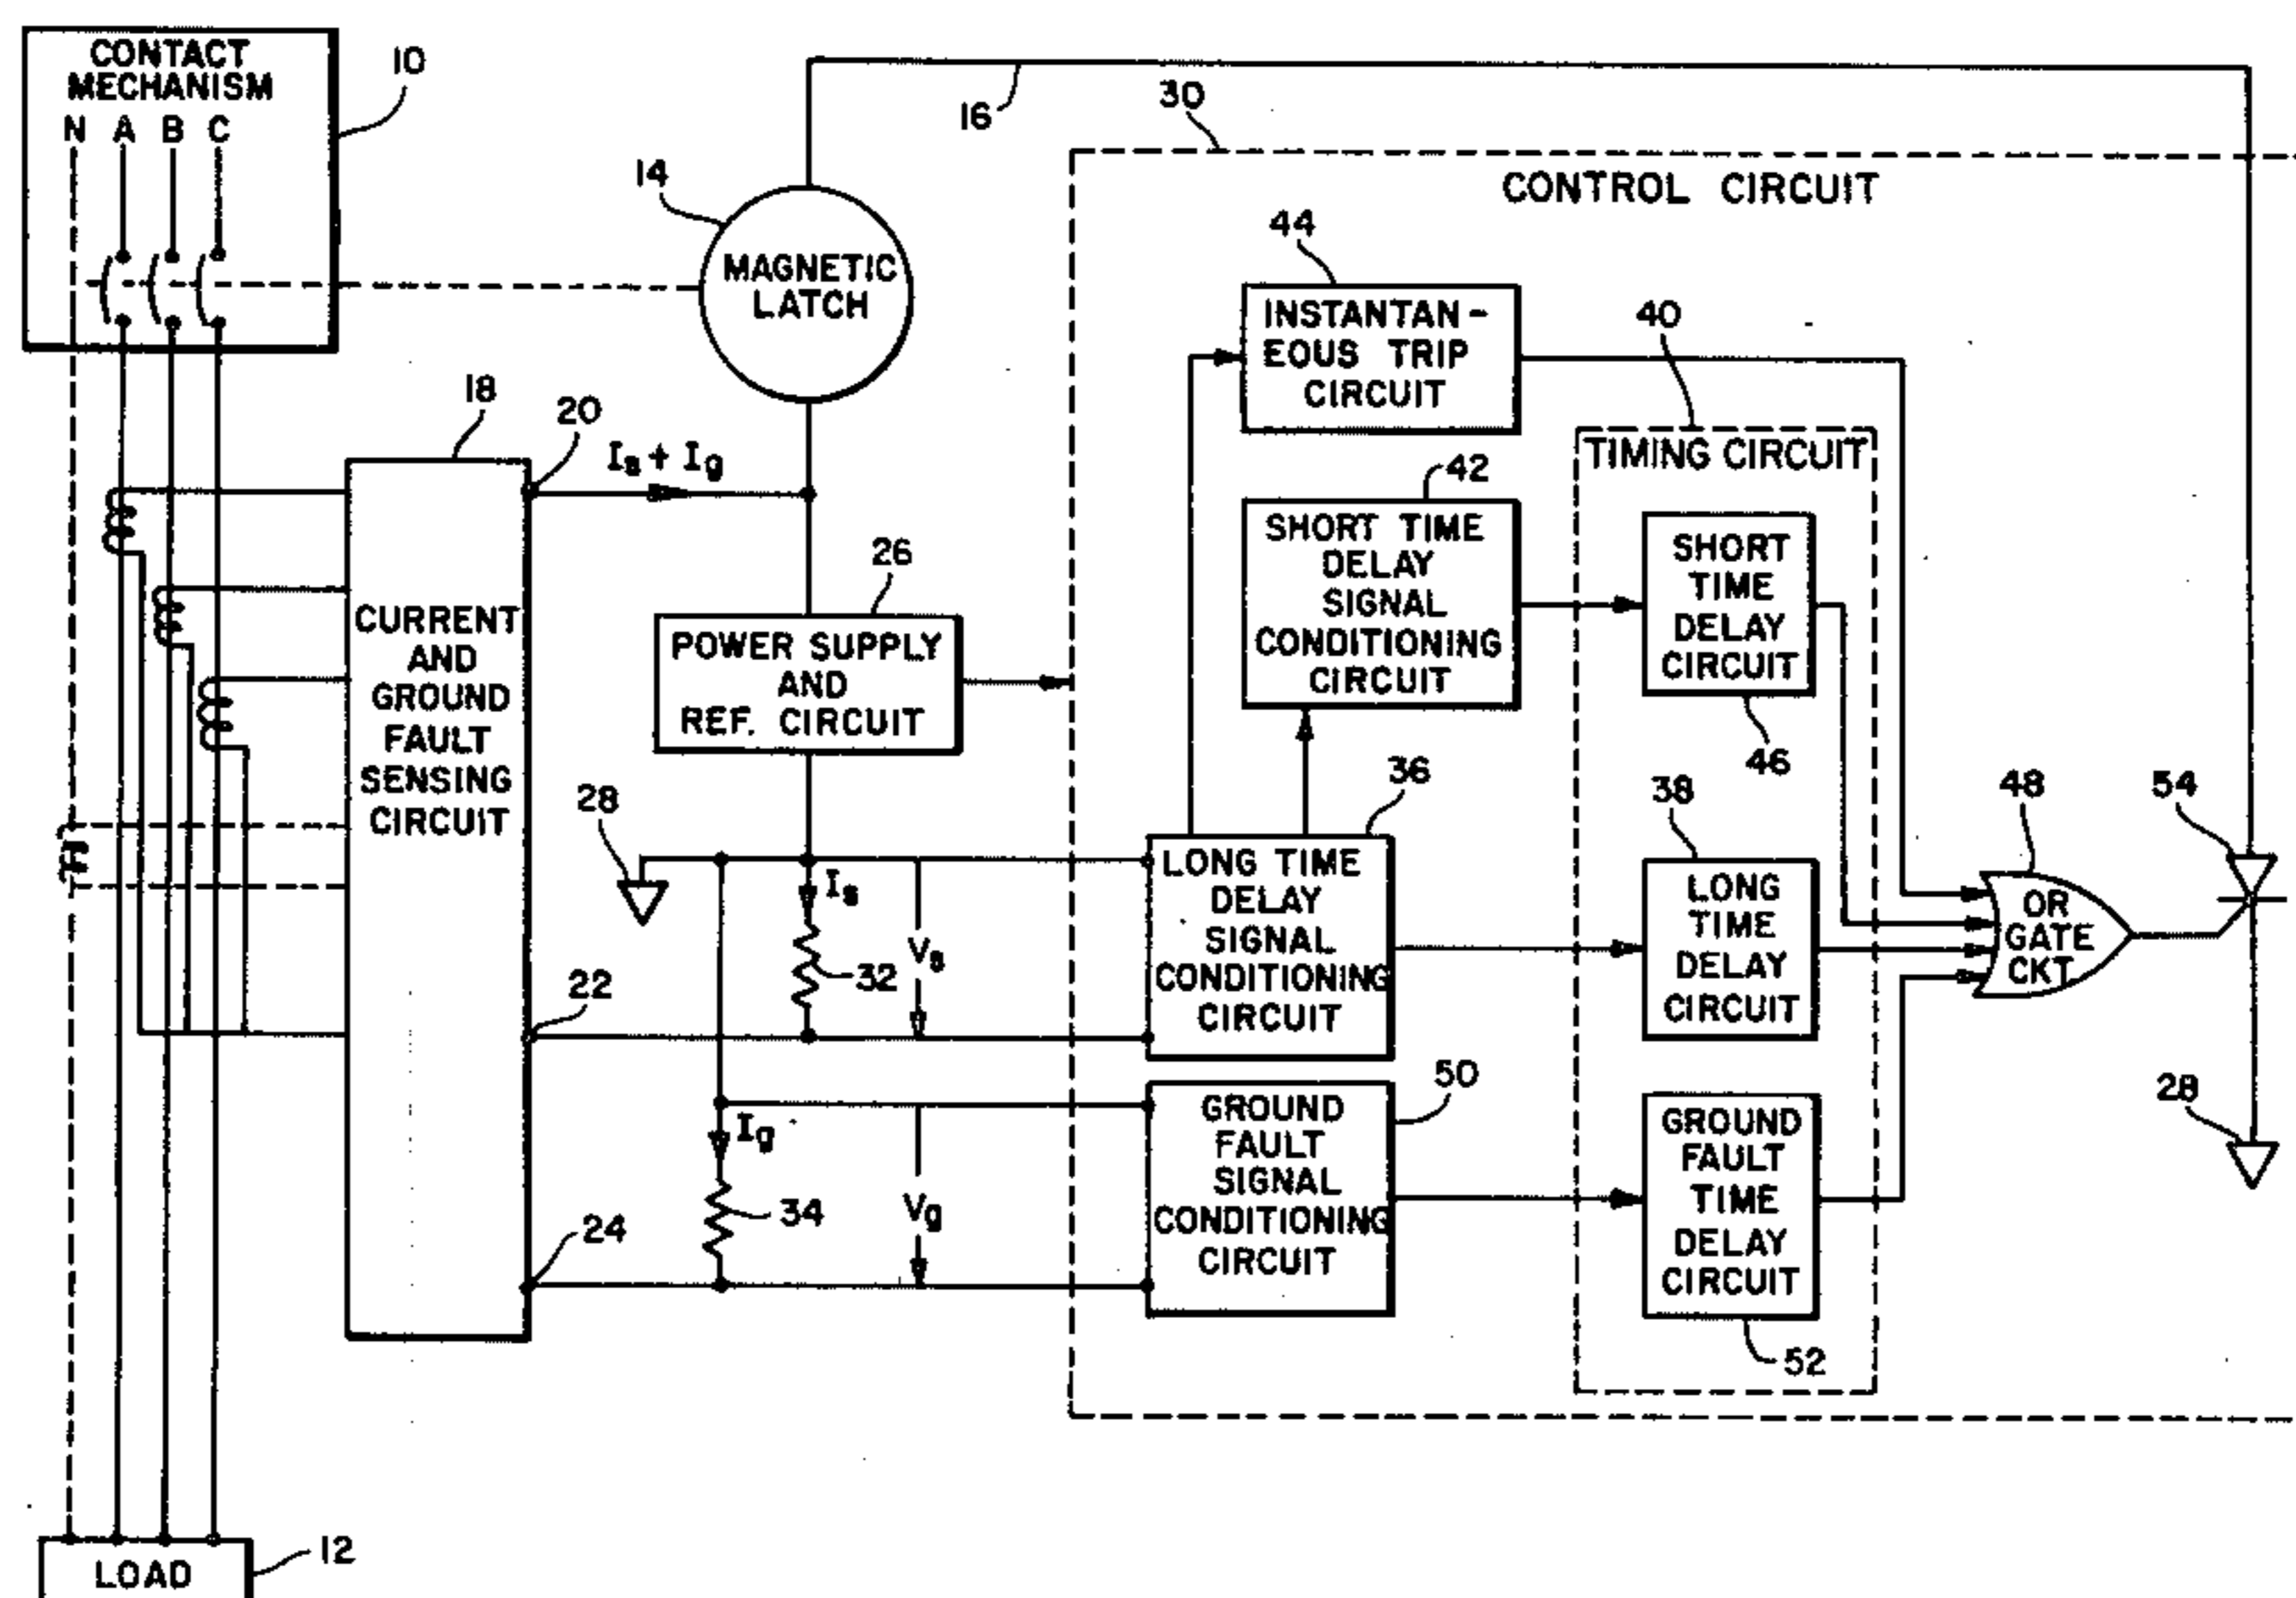 CONTACT
MECHANISM
N A B C
10
16
30
CONTROL CIRCUIT
14
MAGNETIC
LATCH
44
INSTANTAN-
EOUS TRIP
CIRCUIT
40
TIMING CIRCUIT
18
20
Is + Ig
42
SHORT TIME
DELAY
SIGNAL
CONDITIONING
CIRCUIT
SHORT
TIME
DELAY
CIRCUIT
46
26
POWER SUPPLY
AND
REF. CIRCUIT
CURRENT
AND
GROUND
FAULT
SENSING
CIRCUIT
28
36
LONG TIME
DELAY
SIGNAL
CONDITIONING
CIRCUIT
38
LONG
TIME
DELAY
CIRCUIT
48
OR
GATE
CKT
54
Is
32
Vs
22
50
GROUND
FAULT
SIGNAL
CONDITIONING
CIRCUIT
GROUND
FAULT
TIME
DELAY
CIRCUIT
52
28
Ig
34
Vg
24
12
LOAD